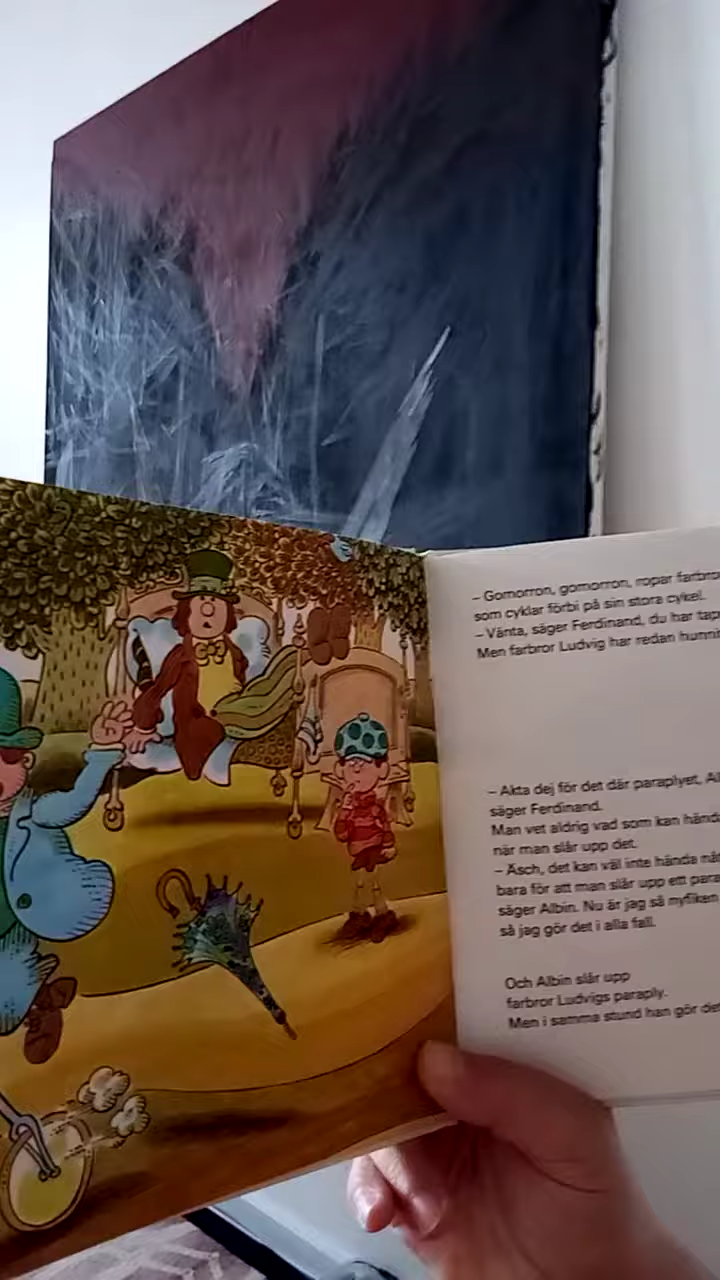 – Gomorron, gomorron, ropar farbror
som cyklar förbi på sin stora cykel.
– Vänta, säger Ferdinand, du har tap
Men farbror Ludvig har redan hunni
– Akta dej för det där paraplyet, Al
säger Ferdinand.
Man vet aldrig vad som kan hända
när man slår upp det.
– Äsch, det kan väl inte hända nå
bara för att man slår upp ett para
säger Albin. Nu är jag så nyfiken
så jag gör det i alla fall.
Och Albin slår upp
farbror Ludvigs paraply.
Men i samma stund han gör de